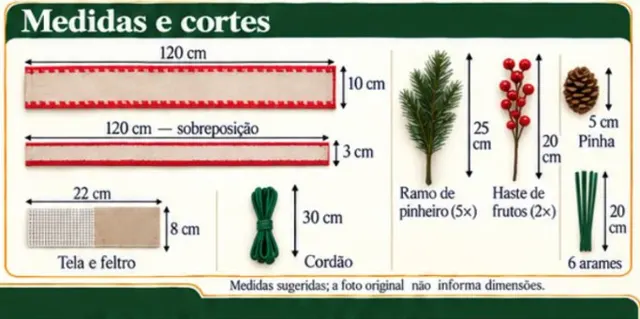 Medidas e cortes
120 cm
10 cm
120 cm — sobreposição
3 cm
22 cm
8 cm
Tela e feltro
30 cm
Cordão
25
cm
Ramo de
pinheiro (5×)
20
cm
Haste de
frutos (2×)
5 cm
Pinha
20
cm
6 arames
Medidas sugeridas; a foto original não informa dimensões.